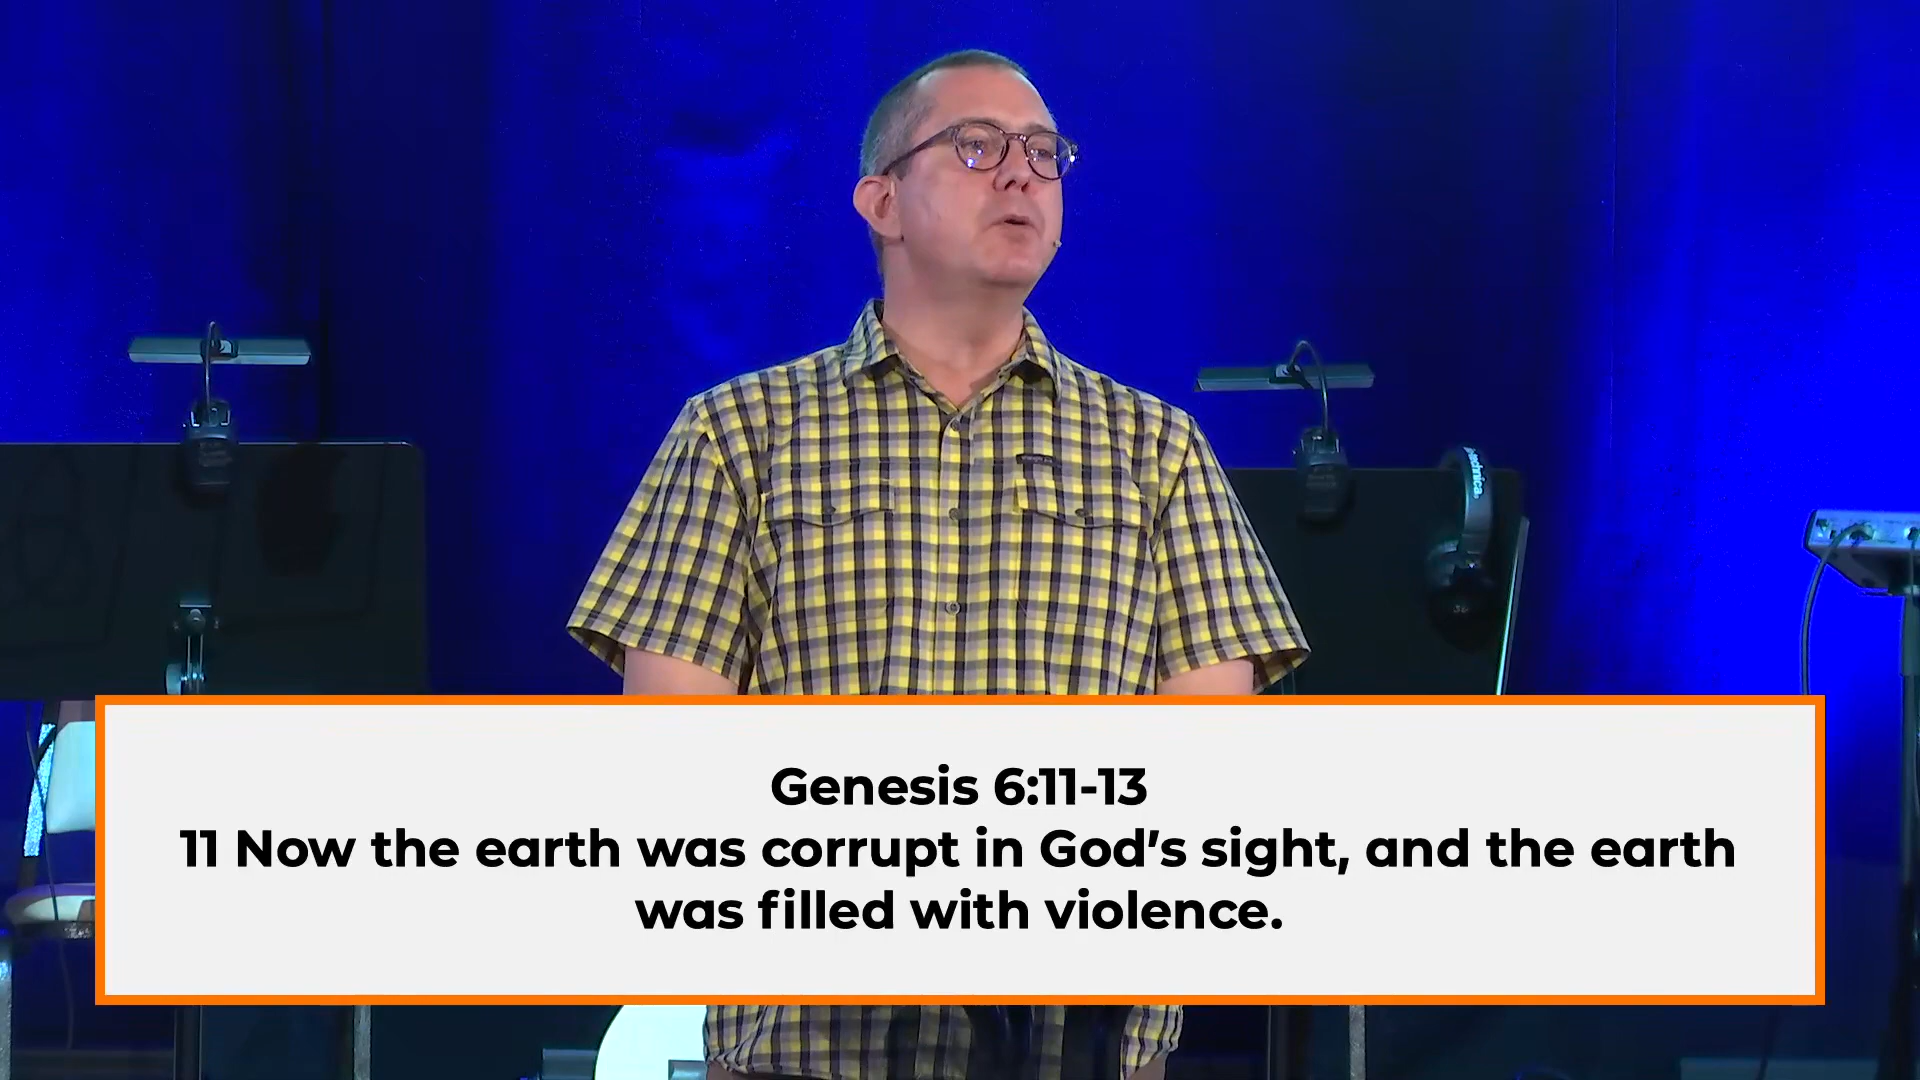 technica
Genesis 6:11-13
11 Now the earth was corrupt in God's sight, and the earth
was filled with violence.